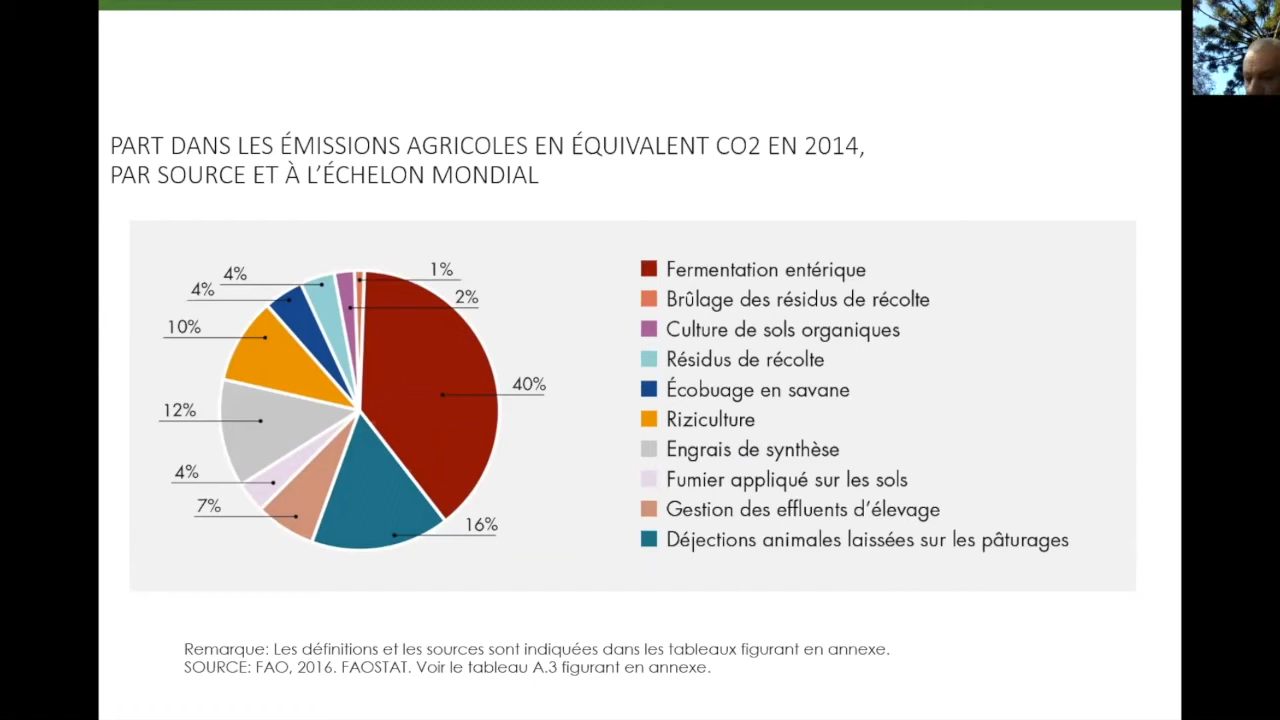 PART DANS LES ÉMISSIONS AGRICOLES EN ÉQUIVALENT CO2 EN 2014,
PAR SOURCE ET À L'ÉCHELON MONDIAL
1%
4%
4%
2%
10%
40%
12%
4%
7%
16%
Fermentation entérique
Brûlage des résidus de récolte
Culture de sols organiques
Résidus de récolte
Écobuage en savane
Riziculture
Engrais de synthèse
Fumier appliqué sur les sols
Gestion des effluents d'élevage
Déjections animales laissées sur les pâturages
Remarque: Les définitions et les sources sont indiquées dans les tableaux figurant en annexe.
SOURCE: FAO, 2016. FAOSTAT. Voir le tableau A.3 figurant en annexe.